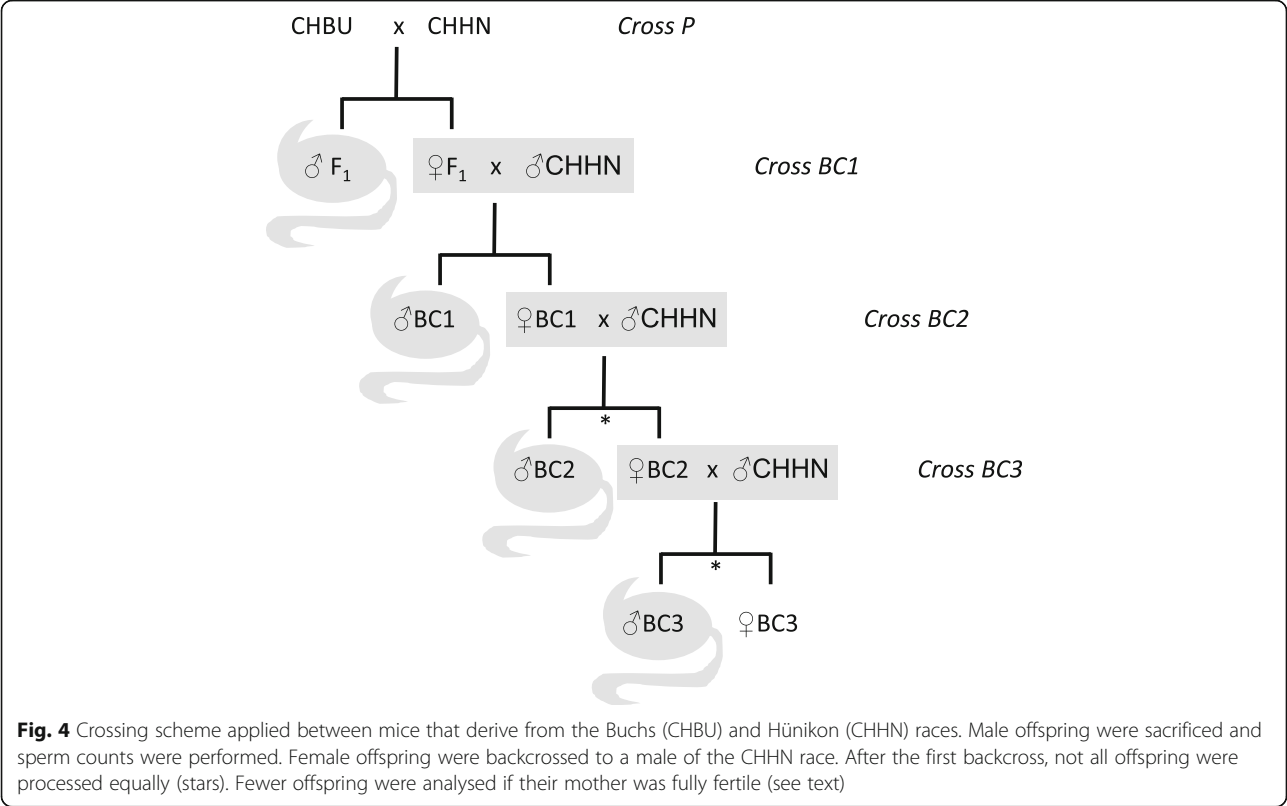 CHBU x CHHN Cross P
♂ F₁ ♀F₁ x ♂CHHN Cross BC1
♂BC1 ♀BC1 x ♂CHHN Cross BC2
*
♂BC2 ♀BC2 x ♂CHHN Cross BC3
*
♂BC3 ♀BC3
Fig. 4 Crossing scheme applied between mice that derive from the Buchs (CHBU) and Hünikon (CHHN) races. Male offspring were sacrificed and
sperm counts were performed. Female offspring were backcrossed to a male of the CHHN race. After the first backcross, not all offspring were
processed equally (stars). Fewer offspring were analysed if their mother was fully fertile (see text)